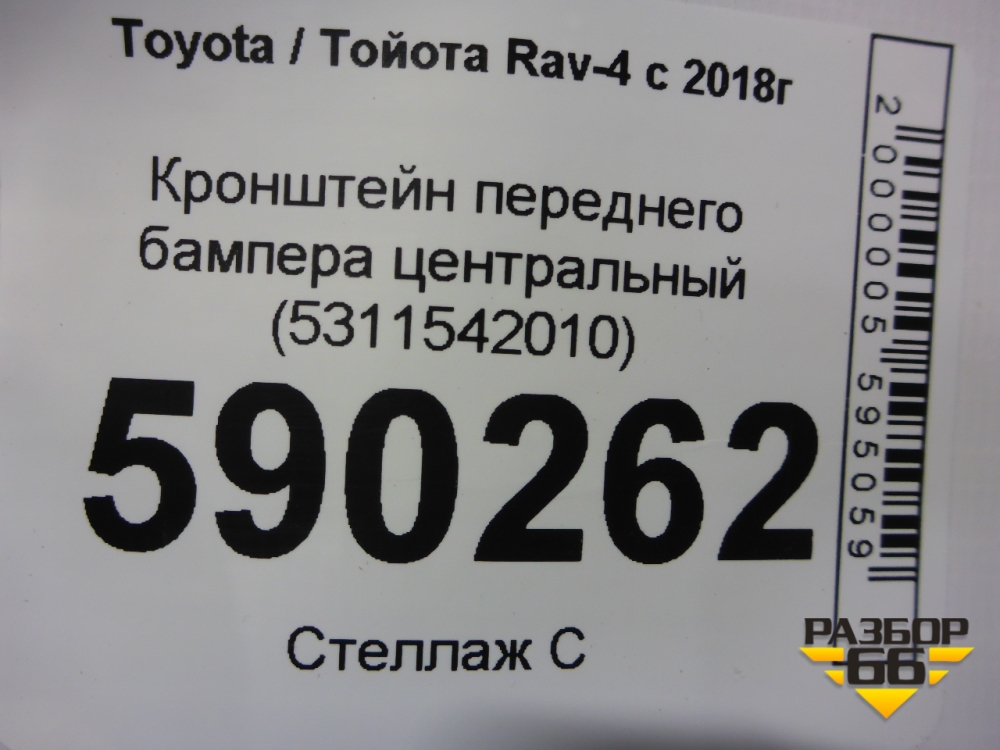 Toyota / Тойота Rav-4 с 2018г
Кронштейн переднего
бампера центральный
(5311542010)
590262
Стеллаж С
2000005595059
РАЗБОР
66